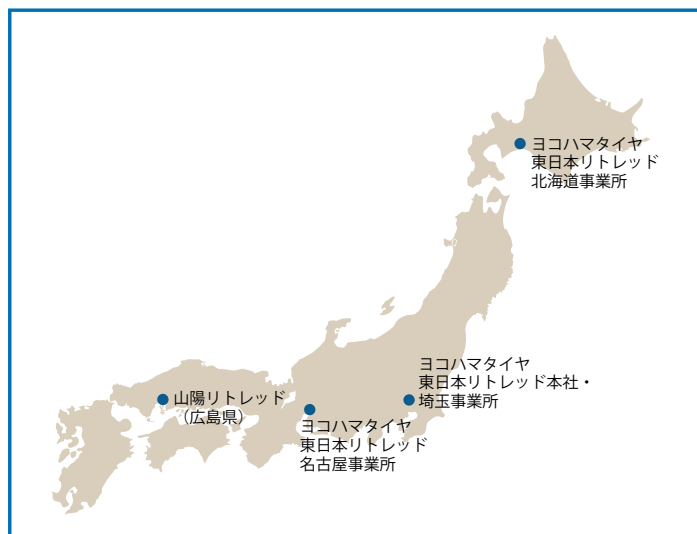 ヨコハマタイヤ
東日本リトレッド
北海道事業所
ヨコハマタイヤ
東日本リトレッド本社・
埼玉事業所
山陽リトレッド
（広島県）
ヨコハマタイヤ
東日本リトレッド
名古屋事業所